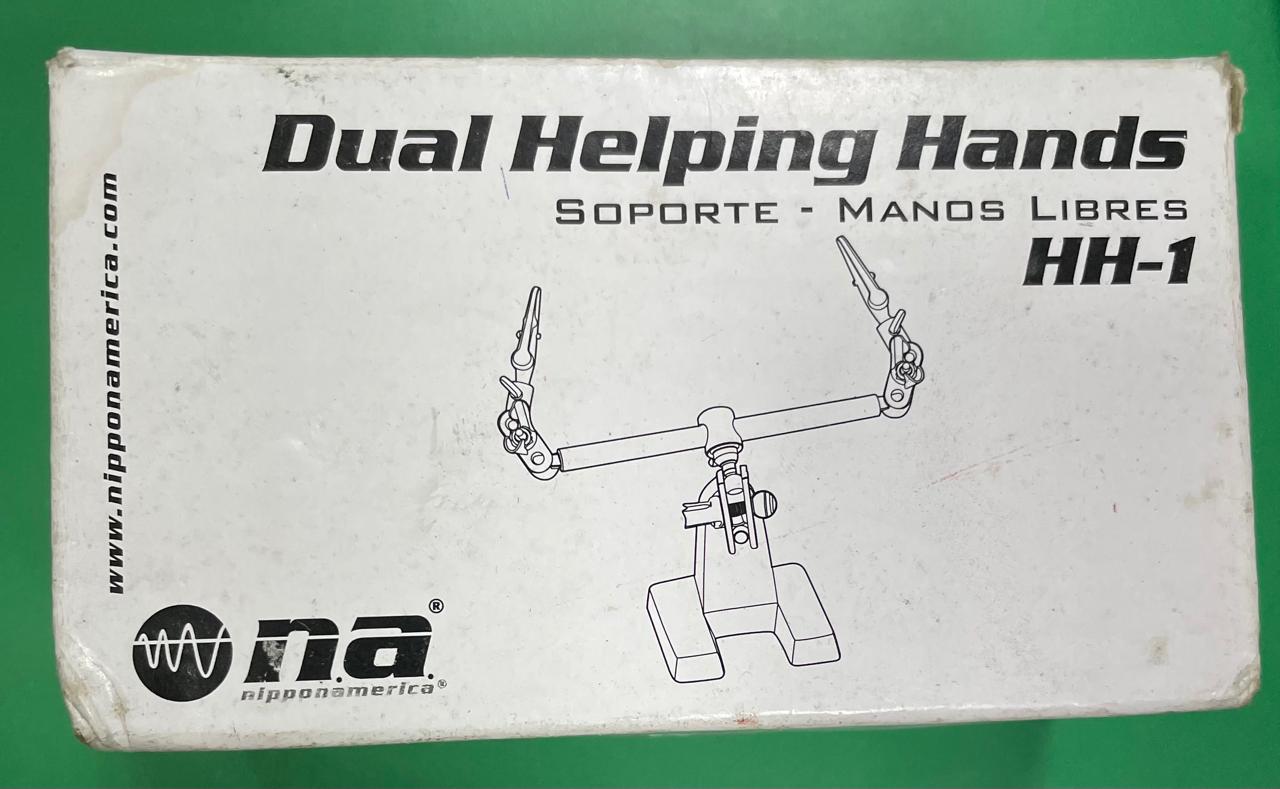 Dual Helping Hands
SOPORTE - MANOS LIBRES
HH-1
www.nipponamerica.com
n.a.®
nipponamerica®